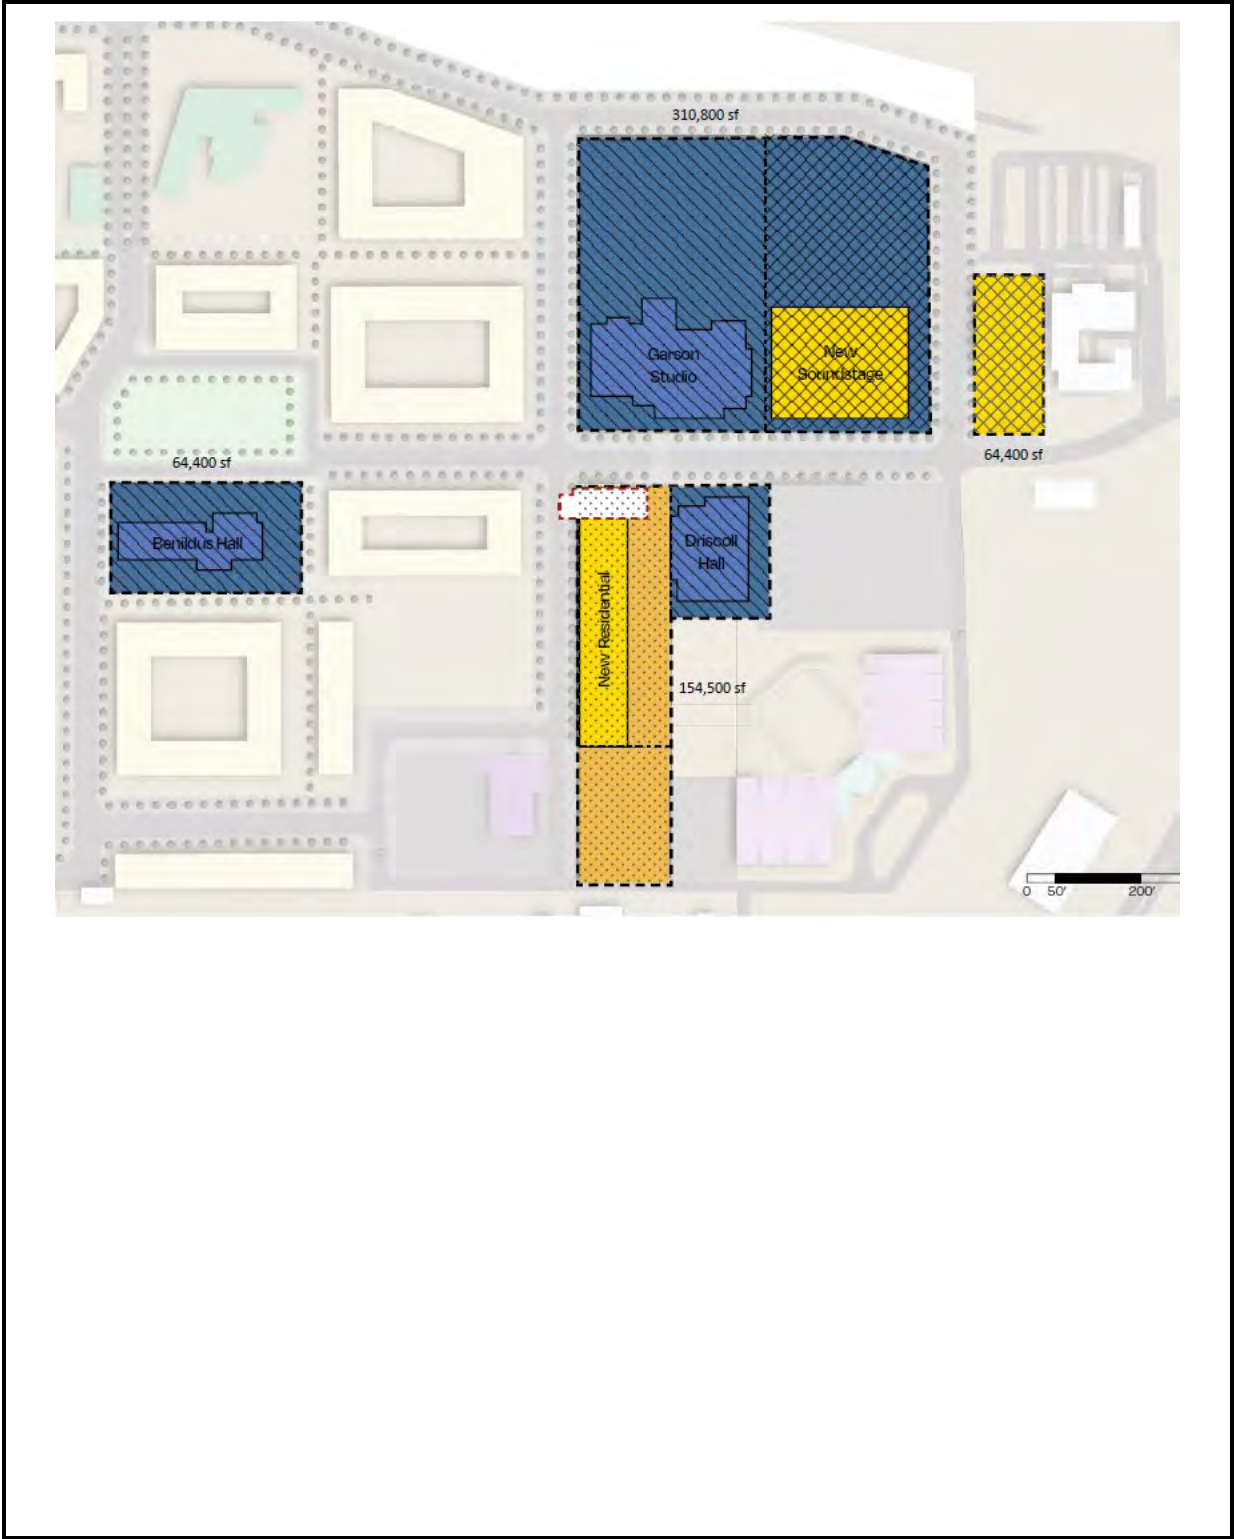 310,800 sf
Garson
Studio
New
Soundstage
64,400 sf
64,400 sf
Benildus Hall
Driscoll
Hall
New Residential
154,500 sf
0 50' 200'